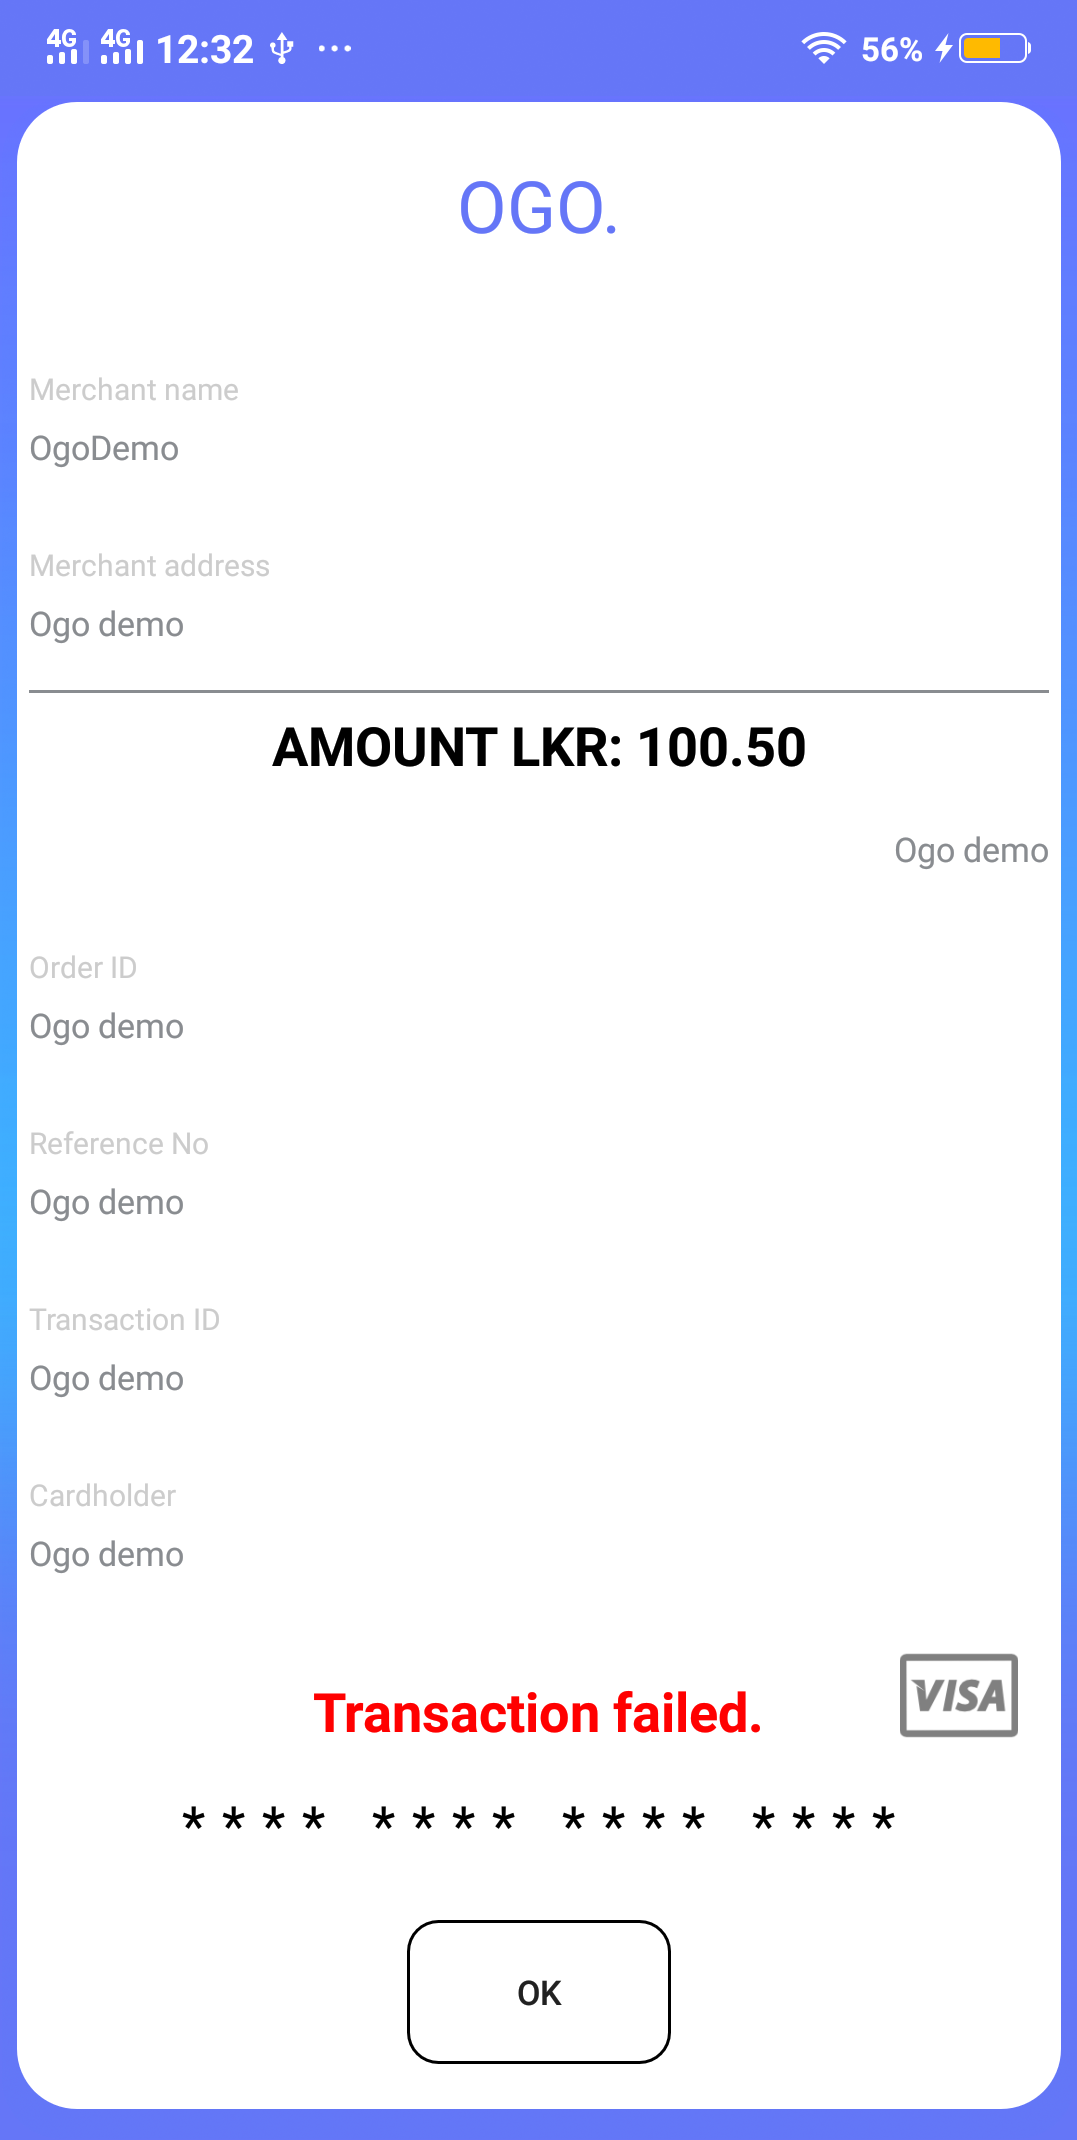 4G 4G 12:32 ... 56%
OGO.
Merchant name
OgoDemo
Merchant address
Ogo demo
AMOUNT LKR: 100.50
Ogo demo
Order ID
Ogo demo
Reference No
Ogo demo
Transaction ID
Ogo demo
Cardholder
Ogo demo
VISA
Transaction failed.
**** **** **** ****
OK